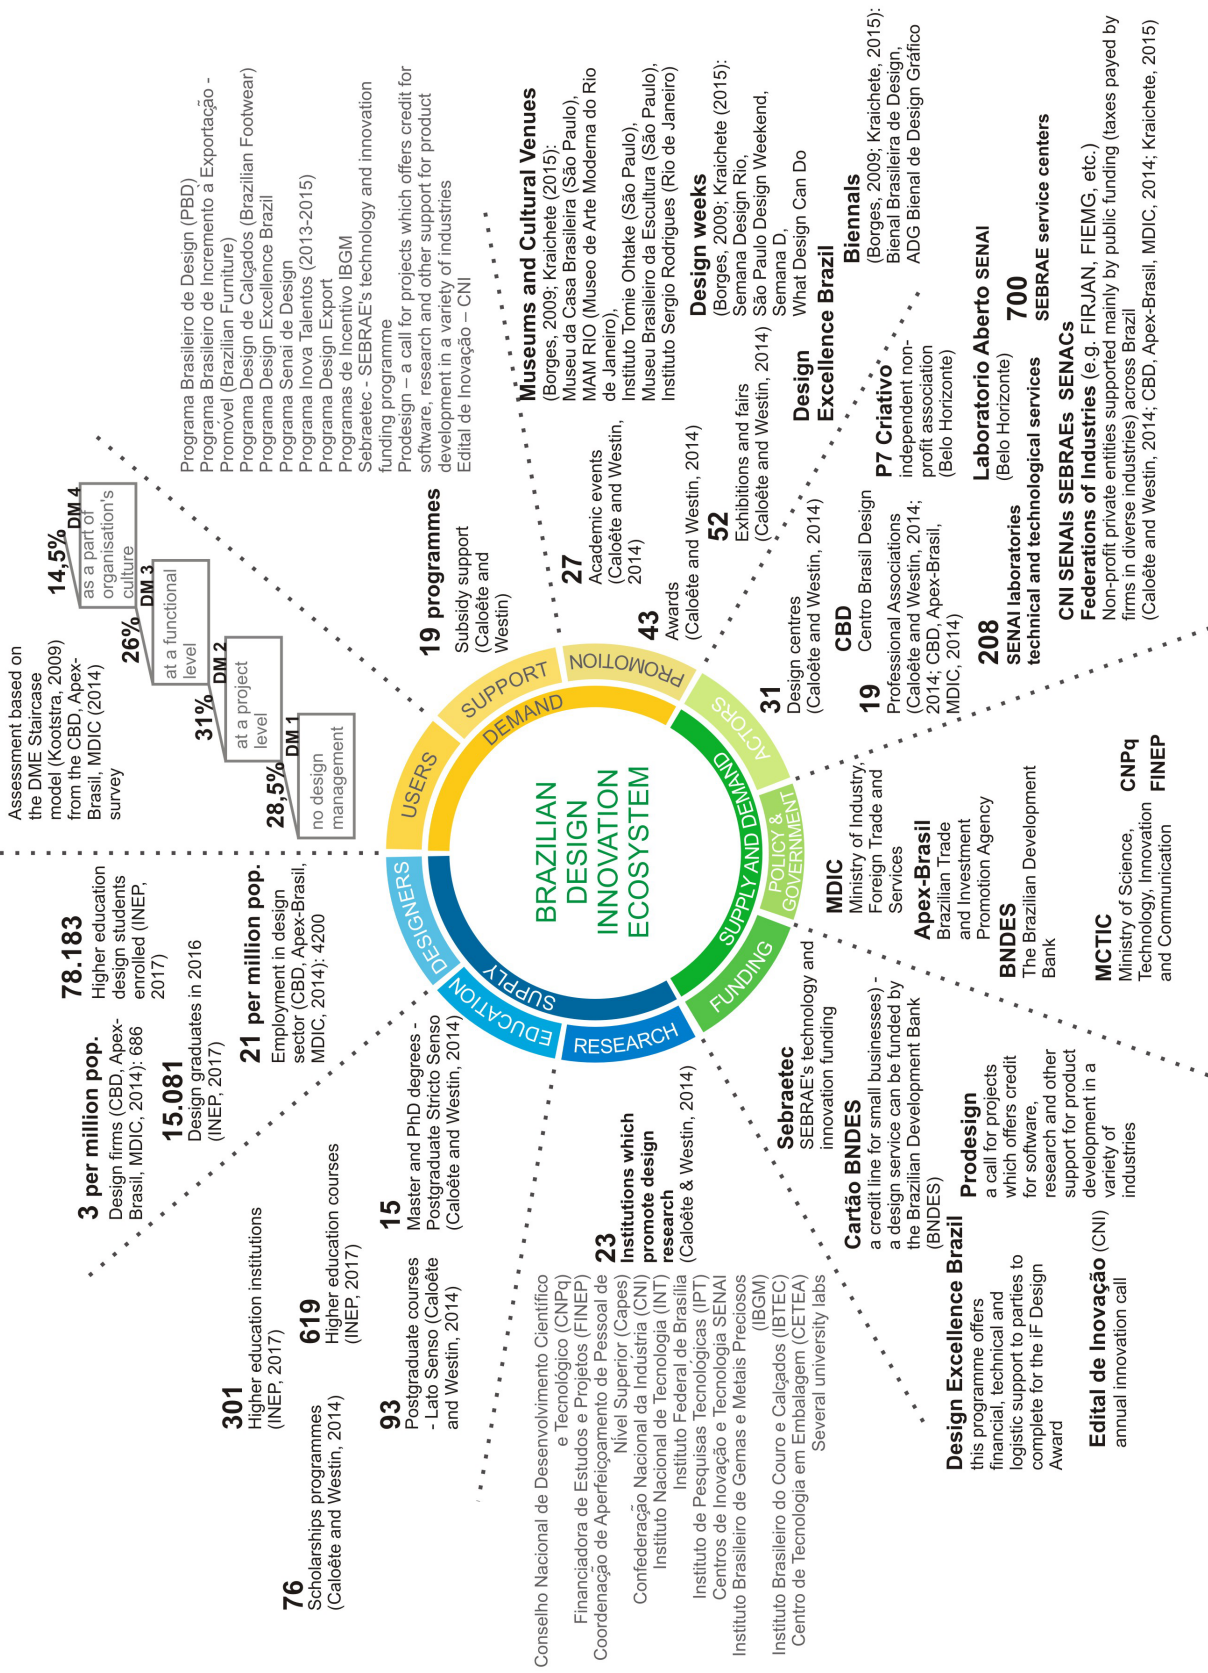 BRAZILIAN
DESIGN
INNOVATION
ECOSYSTEM
SUPPLY
DEMAND
SUPPLY AND DEMAND
DESIGNERS
USERS
SUPPORT
PROMOTION
ACTORS
POLICY &
GOVERNMENT
FUNDING
RESEARCH
EDUCATION
3 per million pop.
Design firms (CBD, Apex-
Brasil, MDIC, 2014): 686
78.183
Higher education
design students
enrolled (INEP,
2017)
15.081
Design graduates in 2016
(INEP, 2017)
21 per million pop.
Employment in design
sector (CBD, Apex-Brasil,
MDIC, 2014): 4200
Assessment based on
the DME Staircase
model (Kootstra, 2009)
from the CBD, Apex-
Brasil, MDIC (2014)
survey
28,5%
DM 1
no design
management
31%
DM 2
at a project
level
26%
DM 3
at a functional
level
14,5%
DM 4
as a part of
organisation's
culture
19 programmes
Subsidy support
(Caloête and
Westin)
Programa Brasileiro de Design (PBD)
Programa Brasileiro de Incremento à Exportação -
Promóvel (Brazilian Furniture)
Programa Design de Calçados (Brazilian Footwear)
Programa Design Excellence Brazil
Programa Senai de Design
Programa Inova Talentos (2013-2015)
Programa Design Export
Programas de Incentivo IBGM
Sebraetec - SEBRAE's technology and innovation
funding programme
Prodesign – a call for projects which offers credit for
software, research and other support for product
development in a variety of industries
Edital de Inovação – CNI
27
Academic events
(Caloête and Westin,
2014)
43
Awards
(Caloête and Westin, 2014)
52
Exhibitions and fairs
(Caloête and Westin, 2014)
Museums and Cultural Venues
(Borges, 2009; Kraichete (2015):
Museu da Casa Brasileira (São Paulo),
MAM RIO (Museo de Arte Moderna do Rio
de Janeiro),
Instituto Tomie Ohtake (São Paulo),
Museu Brasileiro da Escultura (São Paulo),
Instituto Sergio Rodrigues (Rio de Janeiro)
Design weeks
(Borges, 2009; Kraichete (2015):
Semana Design Rio,
São Paulo Design Weekend,
Semana D,
What Design Can Do
Design
Excellence Brazil
Biennals
(Borges, 2009; Kraichete, 2015):
Bienal Brasileira de Design,
ADG Bienal de Design Gráfico
31
Design centres
(Caloête and Westin, 2014)
CBD
Centro Brasil Design
19
Professional Associations
(Caloête and Westin, 2014;
2014; CBD, Apex-Brasil,
MDIC, 2014)
P7 Criativo
independent non-
profit association
(Belo Horizonte)
Laboratorio Aberto SENAI
(Belo Horizonte)
208
SENAI laboratories
technical and technological services
700
SEBRAE service centers
CNI SENAIs SEBRAEs SENACs
Federations of Industries (e.g. FIRJAN, FIEMG, etc.)
Non-profit private entities supported mainly by public funding (taxes payed by
firms in diverse industries) across Brazil
(Caloête and Westin, 2014; CBD, Apex-Brasil, MDIC, 2014; Kraichete, 2015)
MDIC
Ministry of Industry,
Foreign Trade and
Services
Apex-Brasil
Brazilian Trade
and Investment
Promotion Agency
BNDES
The Brazilian Development
Bank
MCTIC
Ministry of Science,
Technology, Innovation
and Communication
CNPq
FINEP
Sebraetec
SEBRAE's technology and
innovation funding
Cartão BNDES
a credit line for small businesses) -
a design service can be funded by
the Brazilian Development Bank
(BNDES)
Prodesign
a call for projects
which offers credit
for software,
research and other
support for product
development in a
variety of
industries
Design Excellence Brazil
this programme offers
financial, technical and
logistic support to parties to
complete for the iF Design
Award
Edital de Inovação (CNI)
annual innovation call
23
Institutions which
promote design
research
(Caloête & Westin, 2014)
Conselho Nacional de Desenvolvimento Científico
e Tecnológico (CNPq)
Financiadora de Estudos e Projetos (FINEP)
Coordenação de Aperfeiçoamento de Pessoal de
Nível Superior (Capes)
Confederação Nacional da Indústria (CNI)
Instituto Nacional de Tecnologia (INT)
Instituto Federal de Brasília
Instituto de Pesquisas Tecnológicas (IPT)
Centros de Inovação e Tecnologia SENAI
Instituto Brasileiro de Gemas e Metais Preciosos
(IBGM)
Instituto Brasileiro do Couro e Calçados (IBTEC)
Centro de Tecnologia em Embalagem (CETEA)
Several university labs
301
Higher education institutions
(INEP, 2017)
619
Higher education courses
(INEP, 2017)
76
Scholarships programmes
(Caloête and Westin, 2014)
93
Postgraduate courses
- Lato Senso (Caloête
and Westin, 2014)
15
Master and PhD degrees -
Postgraduate Stricto Senso
(Caloête and Westin, 2014)